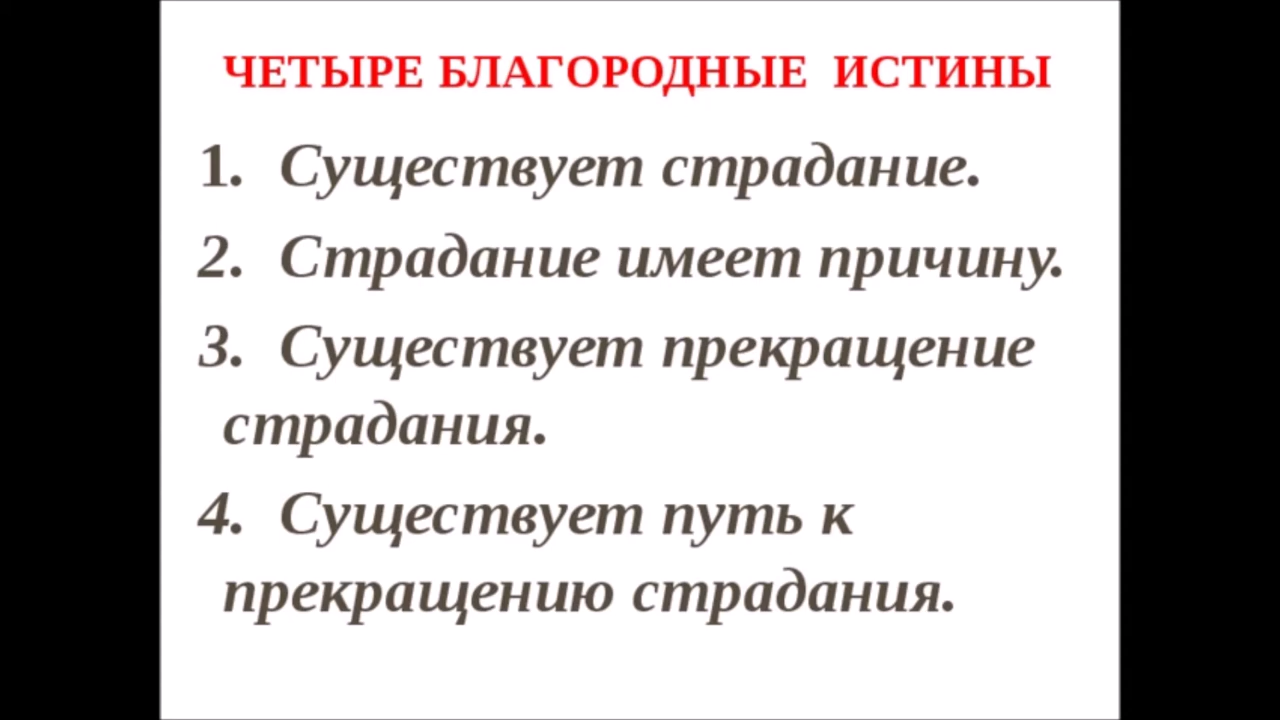 ЧЕТЫРЕ БЛАГОРОДНЫЕ ИСТИНЫ
1. Существует страдание.
2. Страдание имеет причину.
3. Существует прекращение
страдания.
4. Существует путь к
прекращению страдания.